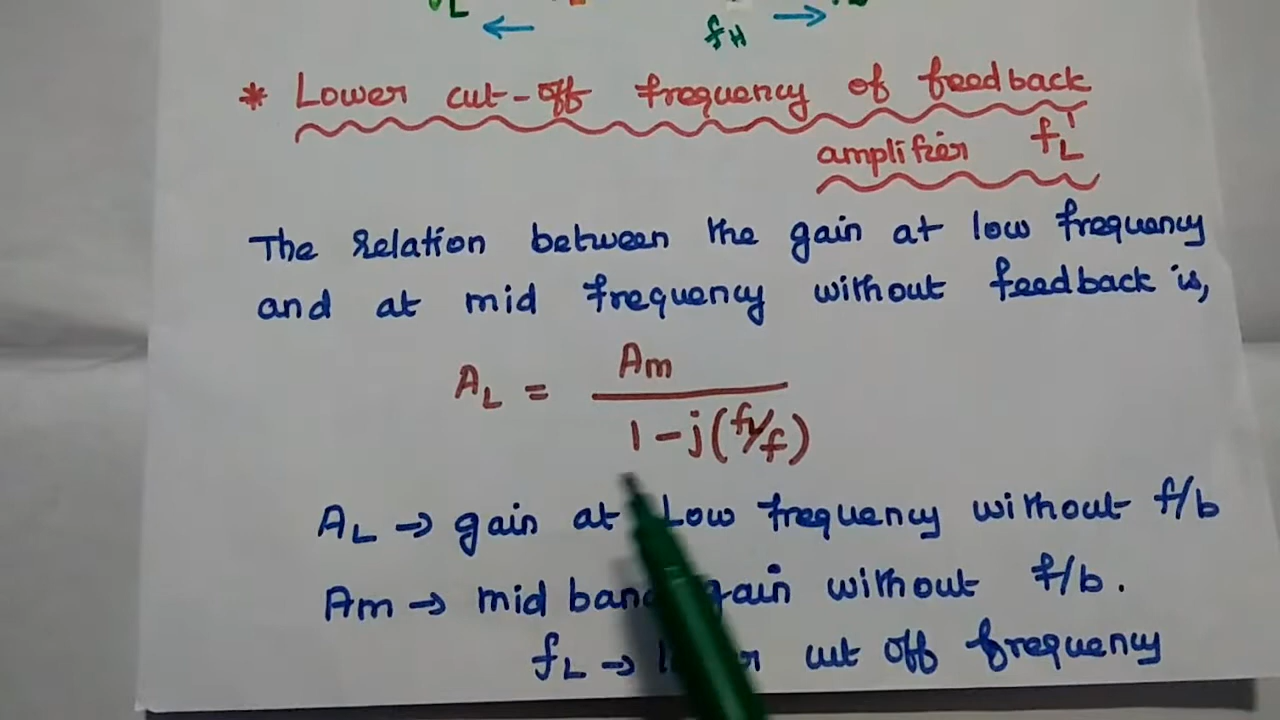 fH
* Lower cut-off frequency of feedback
amplifier fL'
The relation between the gain at low frequency
and at mid frequency without feedback is,
AL = Am / 1 - j(fL/f)
AL → gain at Low frequency without f/b
Am → mid band gain without f/b.
fL → cut off frequency